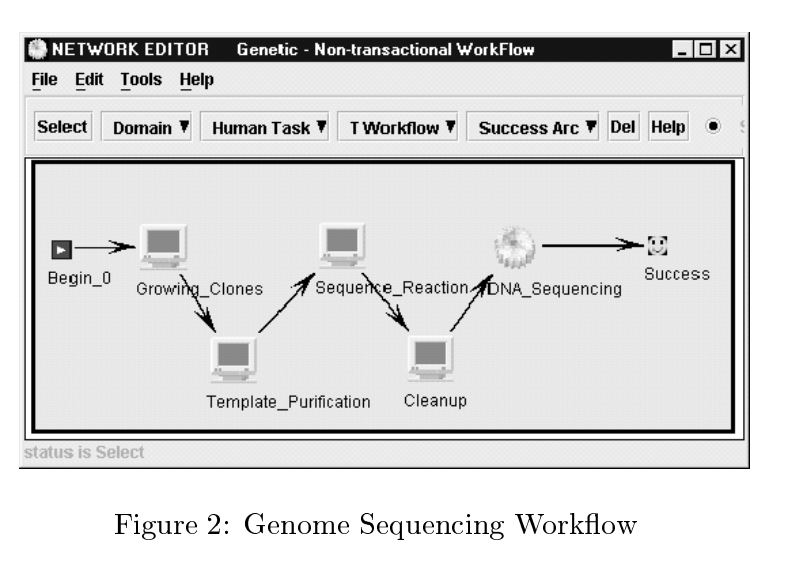 NETWORK EDITOR Genetic - Non-transactional WorkFlow
File Edit Tools Help
Select Domain Human Task T Workflow Success Arc Del Help
Begin_0
Growing_Clones
Sequence_Reaction
DNA_Sequencing
Success
Template_Purification
Cleanup
status is Select
Figure 2: Genome Sequencing Workflow